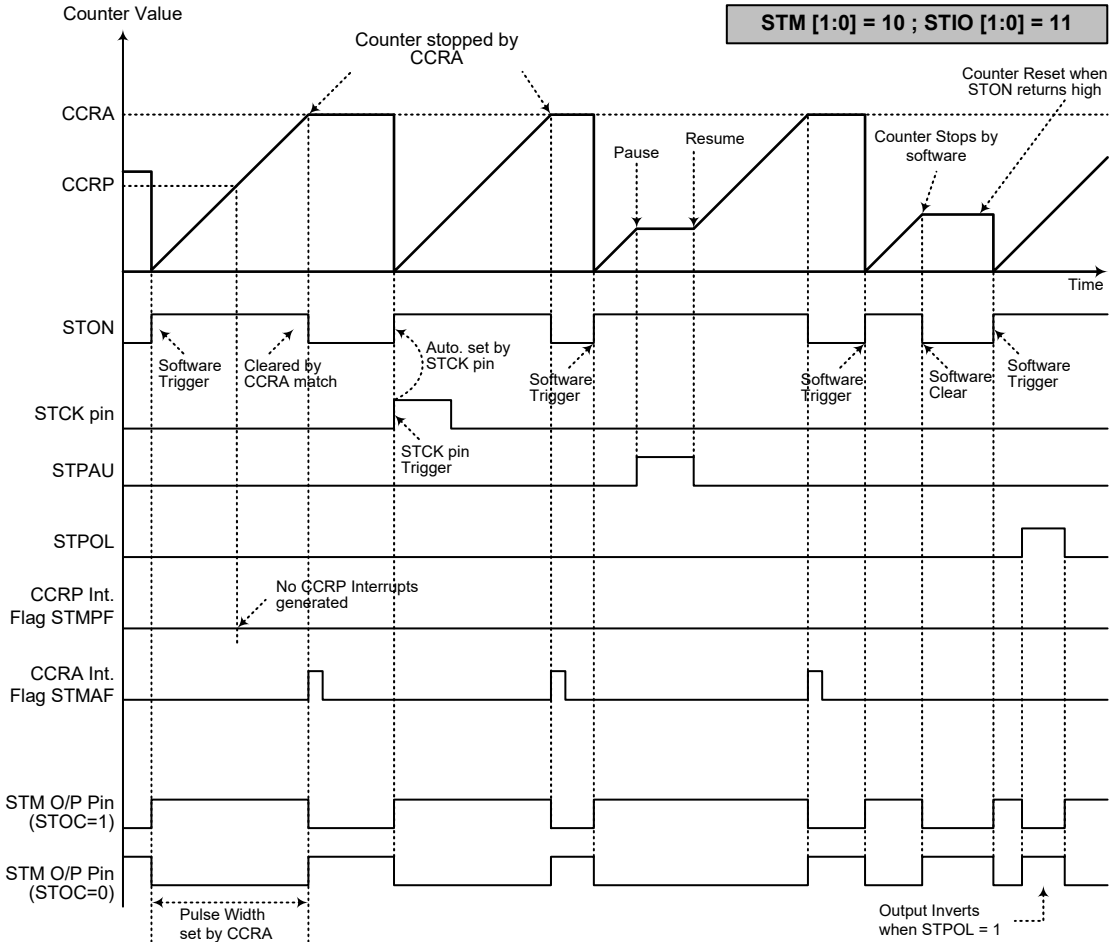 Counter Value
STM [1:0] = 10 ; STIO [1:0] = 11
Counter stopped by
CCRA
Counter Reset when
STON returns high
CCRA
Pause
Resume
Counter Stops by
software
CCRP
Time
STON
Software
Trigger
Cleared by
CCRA match
Auto. set by
STCK pin
Software
Trigger
Software
Trigger
Software
Clear
Software
Trigger
STCK pin
STCK pin
Trigger
STPAU
STPOL
CCRP Int.
Flag STMPF
No CCRP Interrupts
generated
CCRA Int.
Flag STMAF
STM O/P Pin
(STOC=1)
STM O/P Pin
(STOC=0)
Pulse Width
set by CCRA
Output Inverts
when STPOL = 1